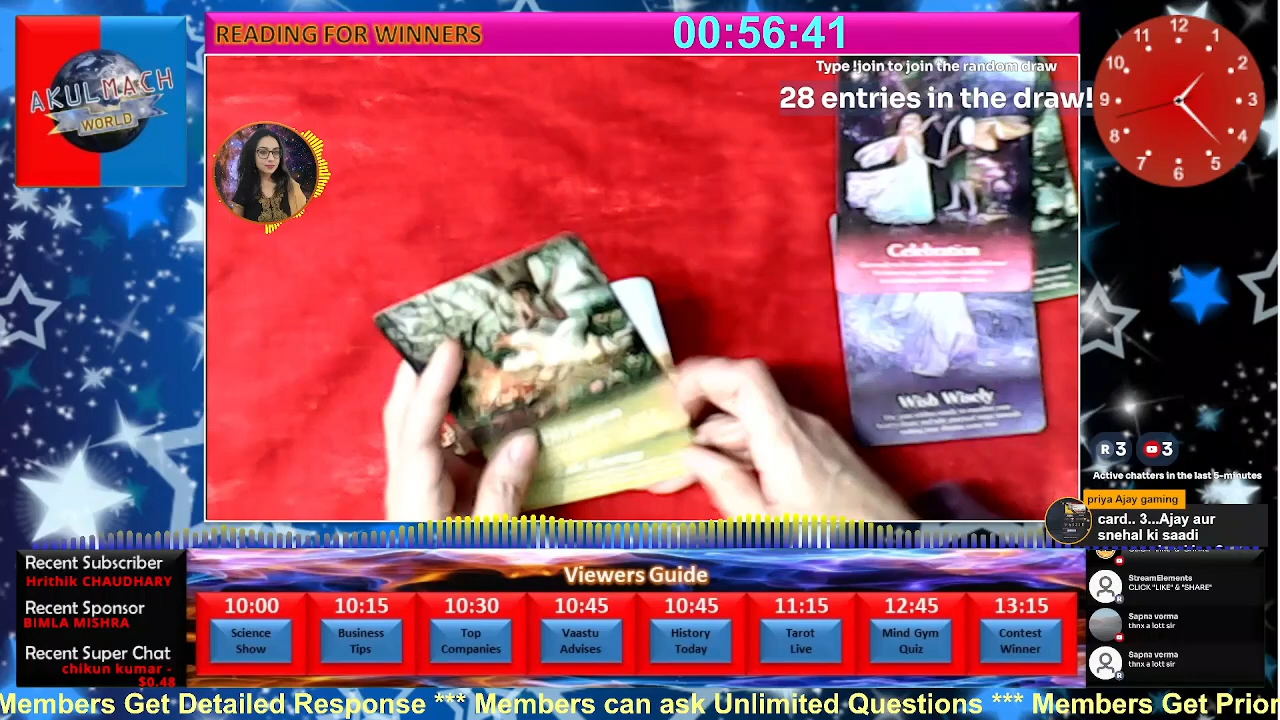 READING FOR WINNERS
00:56:41
Type !join to join the random draw
28 entries in the draw!
AKULMACH
WORLD
12
1
2
3
4
5
6
7
8
9
10
11
Celebration
Wish Wisely
R 3
3
Active chatters in the last 5-minutes
priya Ajay gaming
card.. 3...Ajay aur
snehal ki saadi
StreamElements
CLICK "LIKE" & "SHARE"
Sapna verma
thnx a lott sir
Sapna verma
thnx a lott sir
Recent Subscriber
Hrithik CHAUDHARY
Recent Sponsor
BIMLA MISHRA
Recent Super Chat
chikun kumar -
$0.48
Viewers Guide
10:00
10:15
10:30
10:45
10:45
11:15
12:45
13:15
Science
Show
Business
Tips
Top
Companies
Vaastu
Advises
History
Today
Tarot
Live
Mind Gym
Quiz
Contest
Winner
Members Get Detailed Response *** Members can ask Unlimited Questions *** Members Get